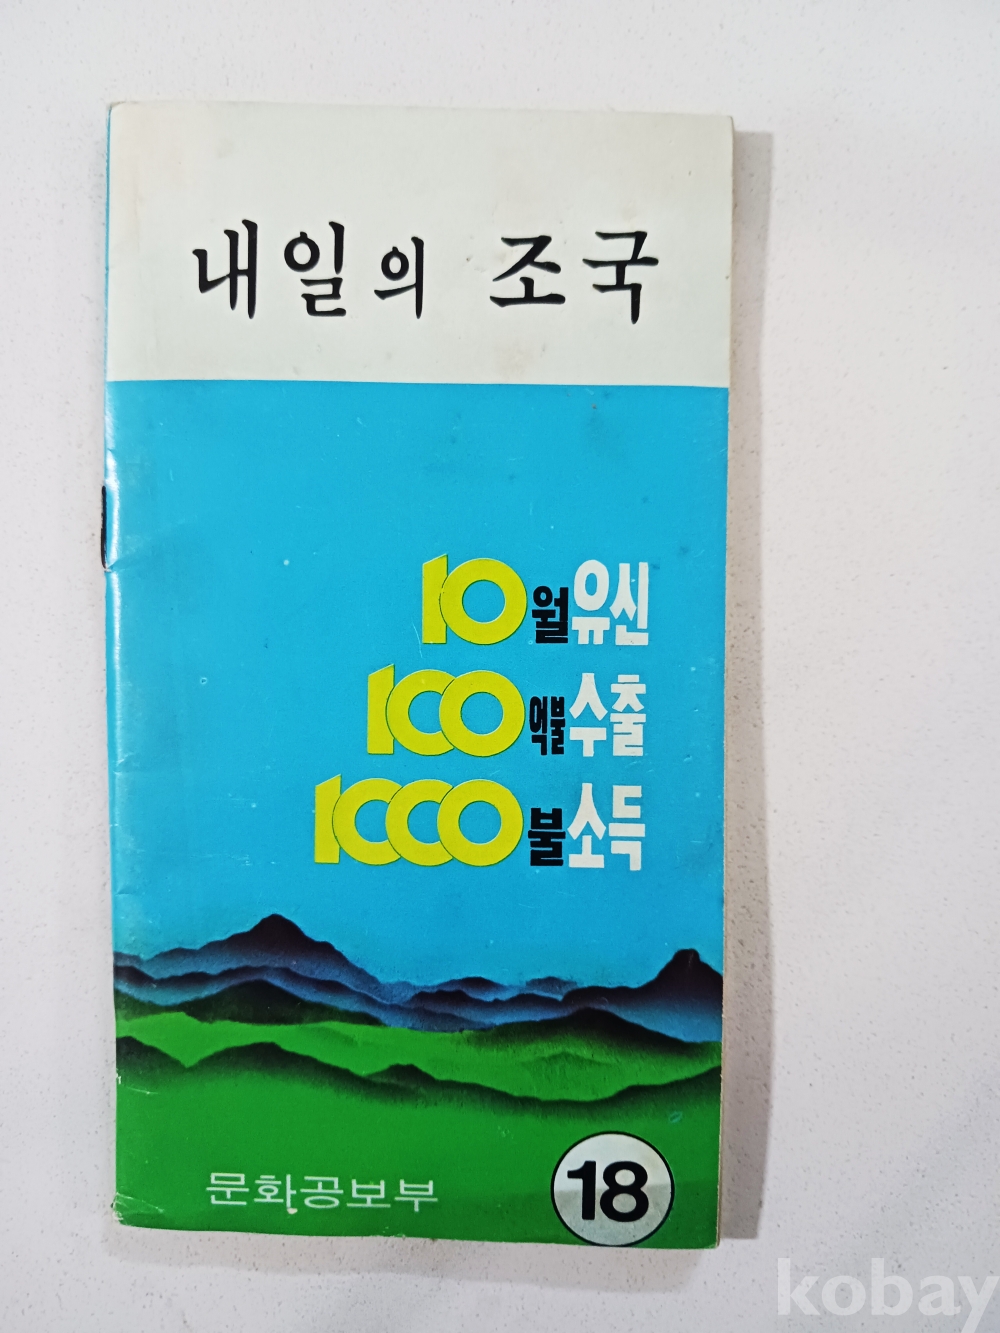 내일의 조국
10월유신
100억불수출
1000불소득
문화공보부
18
kobay